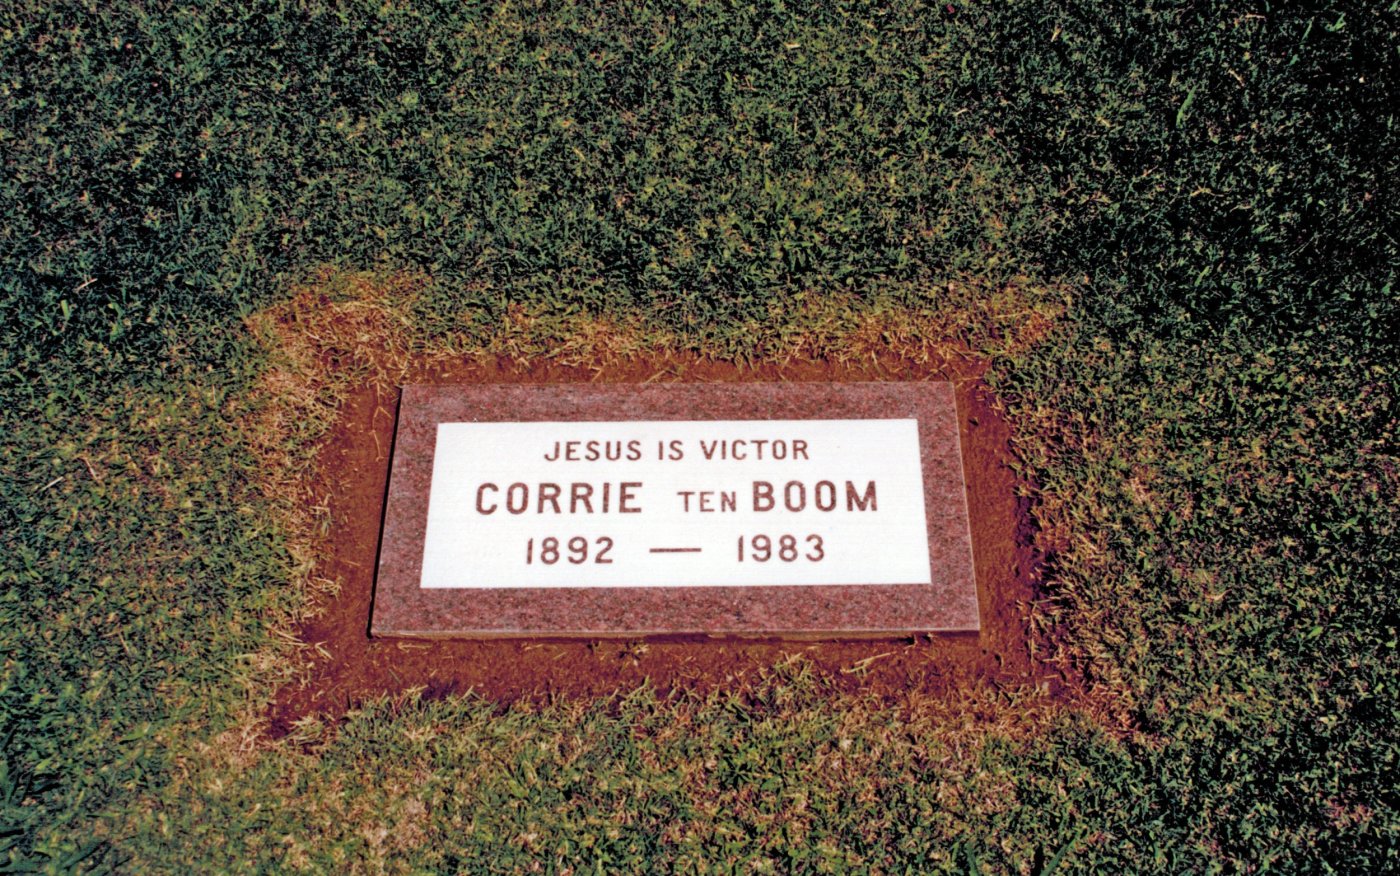 JESUS IS VICTOR
CORRIE TEN BOOM
1892 — 1983